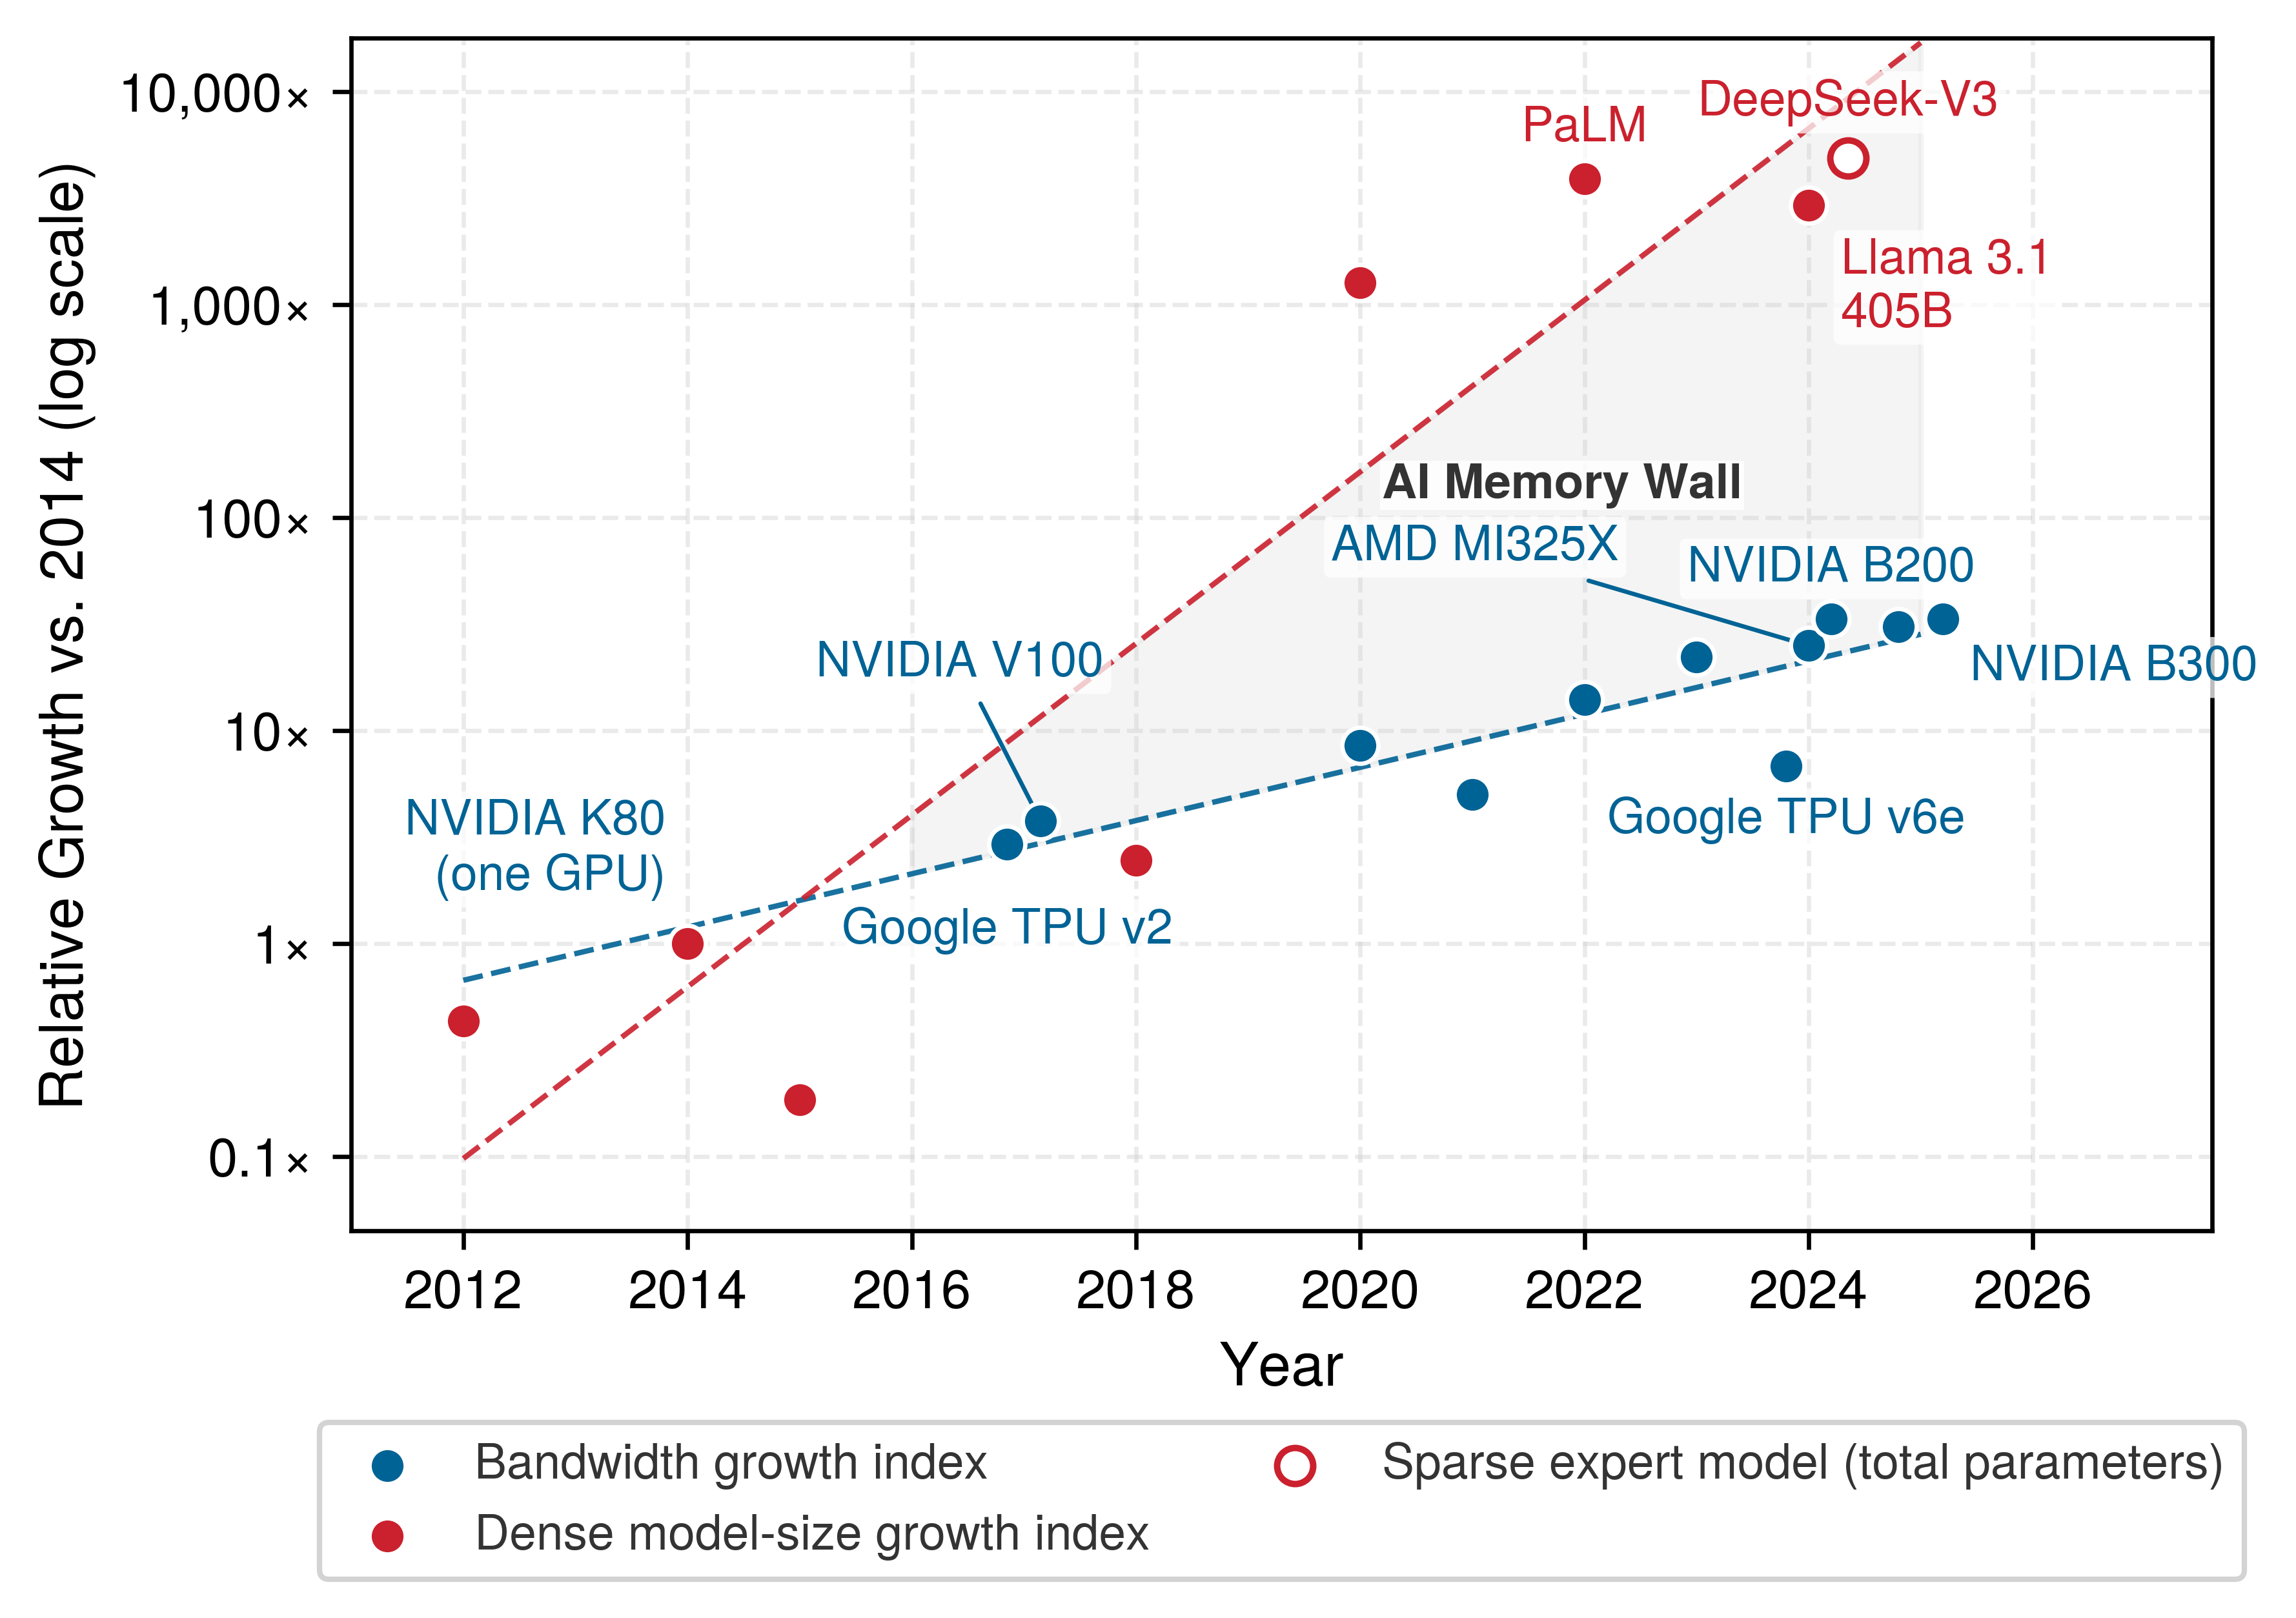 Relative Growth vs. 2014 (log scale)
10,000×
1,000×
100×
10×
1×
0.1×
PaLM
DeepSeek-V3
Llama 3.1
405B
AI Memory Wall
AMD MI325X
NVIDIA B200
NVIDIA V100
NVIDIA B300
NVIDIA K80
(one GPU)
Google TPU v6e
Google TPU v2
2012
2014
2016
2018
2020
2022
2024
2026
Year
Bandwidth growth index
Dense model-size growth index
Sparse expert model (total parameters)